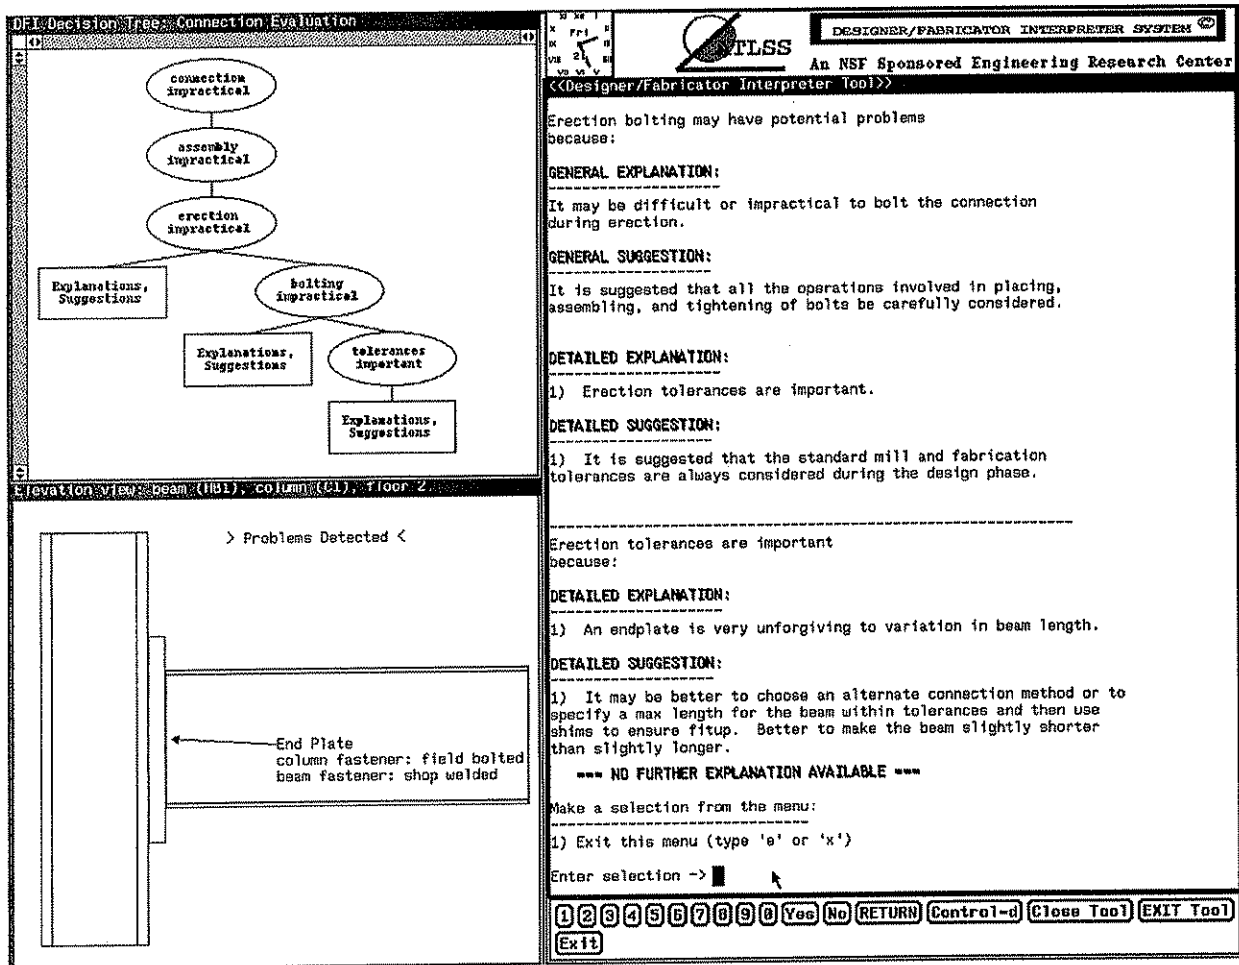 DFI Decision Tree: Connection Evaluation
connection
impractical
assembly
impractical
erection
impractical
Explanations,
Suggestions
bolting
impractical
Explanations,
Suggestions
tolerances
important
Explanations,
Suggestions
Elevation view: beam (HB1), column (C1), floor 2
> Problems Detected <
End Plate
column fastener: field bolted
beam fastener: shop welded
Fri
ATLSS
DESIGNER/FABRICATOR INTERPRETER SYSTEM ©
An NSF Sponsored Engineering Research Center
<<Designer/Fabricator Interpreter Tool>>
Erection bolting may have potential problems
because:
GENERAL EXPLANATION:
--------------------
It may be difficult or impractical to bolt the connection
during erection.
GENERAL SUGGESTION:
-------------------
It is suggested that all the operations involved in placing,
assembling, and tightening of bolts be carefully considered.
DETAILED EXPLANATION:
--------------------
1) Erection tolerances are important.
DETAILED SUGGESTION:
-------------------
1) It is suggested that the standard mill and fabrication
tolerances are always considered during the design phase.
-------------------------------------------------------------
Erection tolerances are important
because:
DETAILED EXPLANATION:
--------------------
1) An endplate is very unforgiving to variation in beam length.
DETAILED SUGGESTION:
-------------------
1) It may be better to choose an alternate connection method or to
specify a max length for the beam within tolerances and then use
shims to ensure fitup. Better to make the beam slightly shorter
than slightly longer.
=== NO FURTHER EXPLANATION AVAILABLE ===
Make a selection from the menu:
------------------------------
1) Exit this menu (type 'e' or 'x')
Enter selection ->
1 2 3 4 5 6 7 8 9 0 Yes No RETURN Control-d Close Tool EXIT Tool
Exit